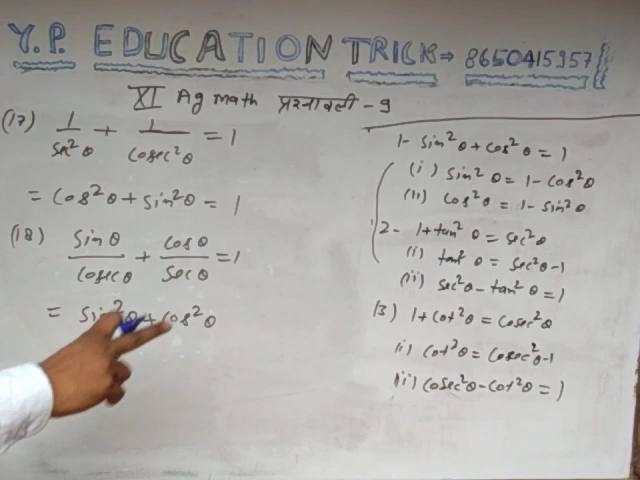 Y.P. EDUCATION TRICK → 8650415957
XI Ag math प्रश्नावली - 9
(17) 1/sec²θ + 1/cosec²θ = 1
= cos²θ + sin²θ = 1
(18) sinθ/cosecθ + cosθ/secθ = 1
= sin²θ + cos²θ
1- sin²θ + cos²θ = 1
(i) sin²θ = 1 - cos²θ
(ii) cos²θ = 1 - sin²θ
2- 1 + tan²θ = sec²θ
(i) tan²θ = sec²θ - 1
(ii) sec²θ - tan²θ = 1
(3) 1 + cot²θ = cosec²θ
(i) cot²θ = cosec²θ - 1
(ii) cosec²θ - cot²θ = 1